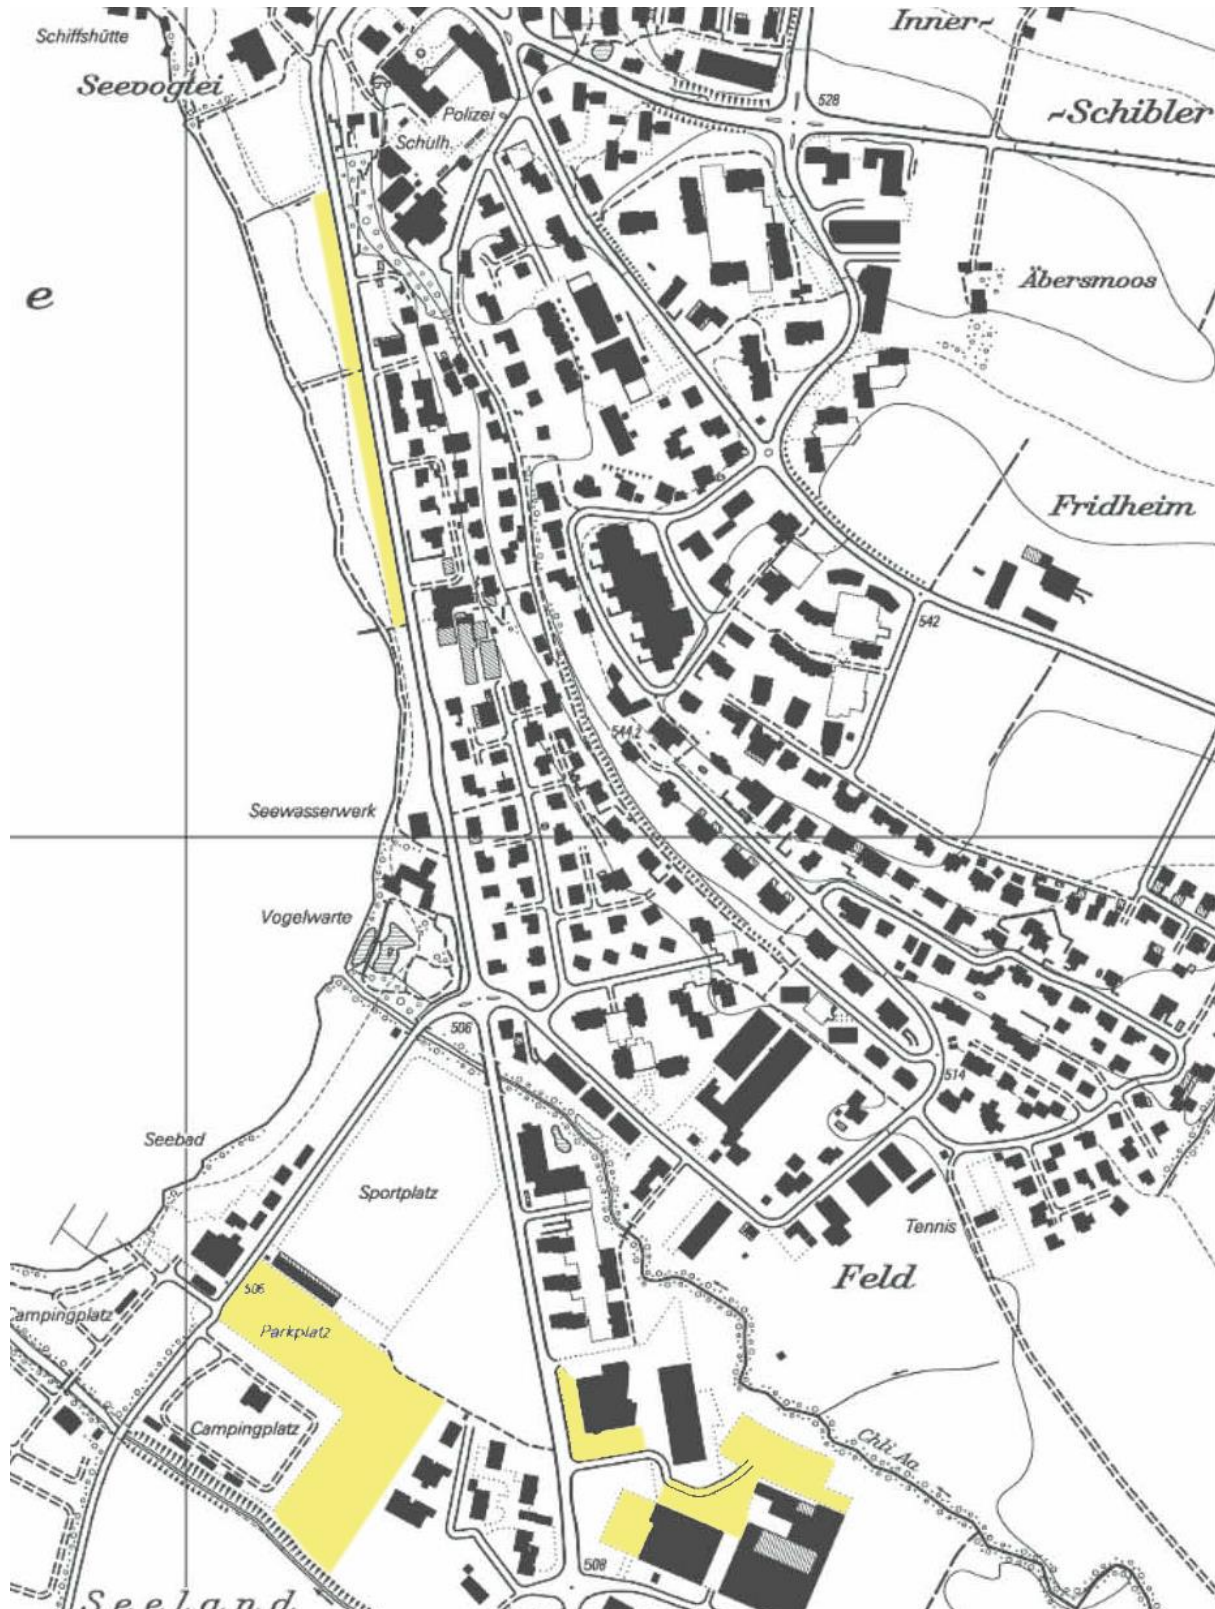 Inner~
Schiffshütte
Seevogtei
528
~Schibler
Polizei
Schulh.
Äbersmoos
e
Fridheim
542
544.2
Seewasserwerk
Vogelwarte
506
514
Seebad
Sportplatz
Tennis
Feld
506
Campingplatz
Parkplatz
Campingplatz
Chli Aa
508
Seeland